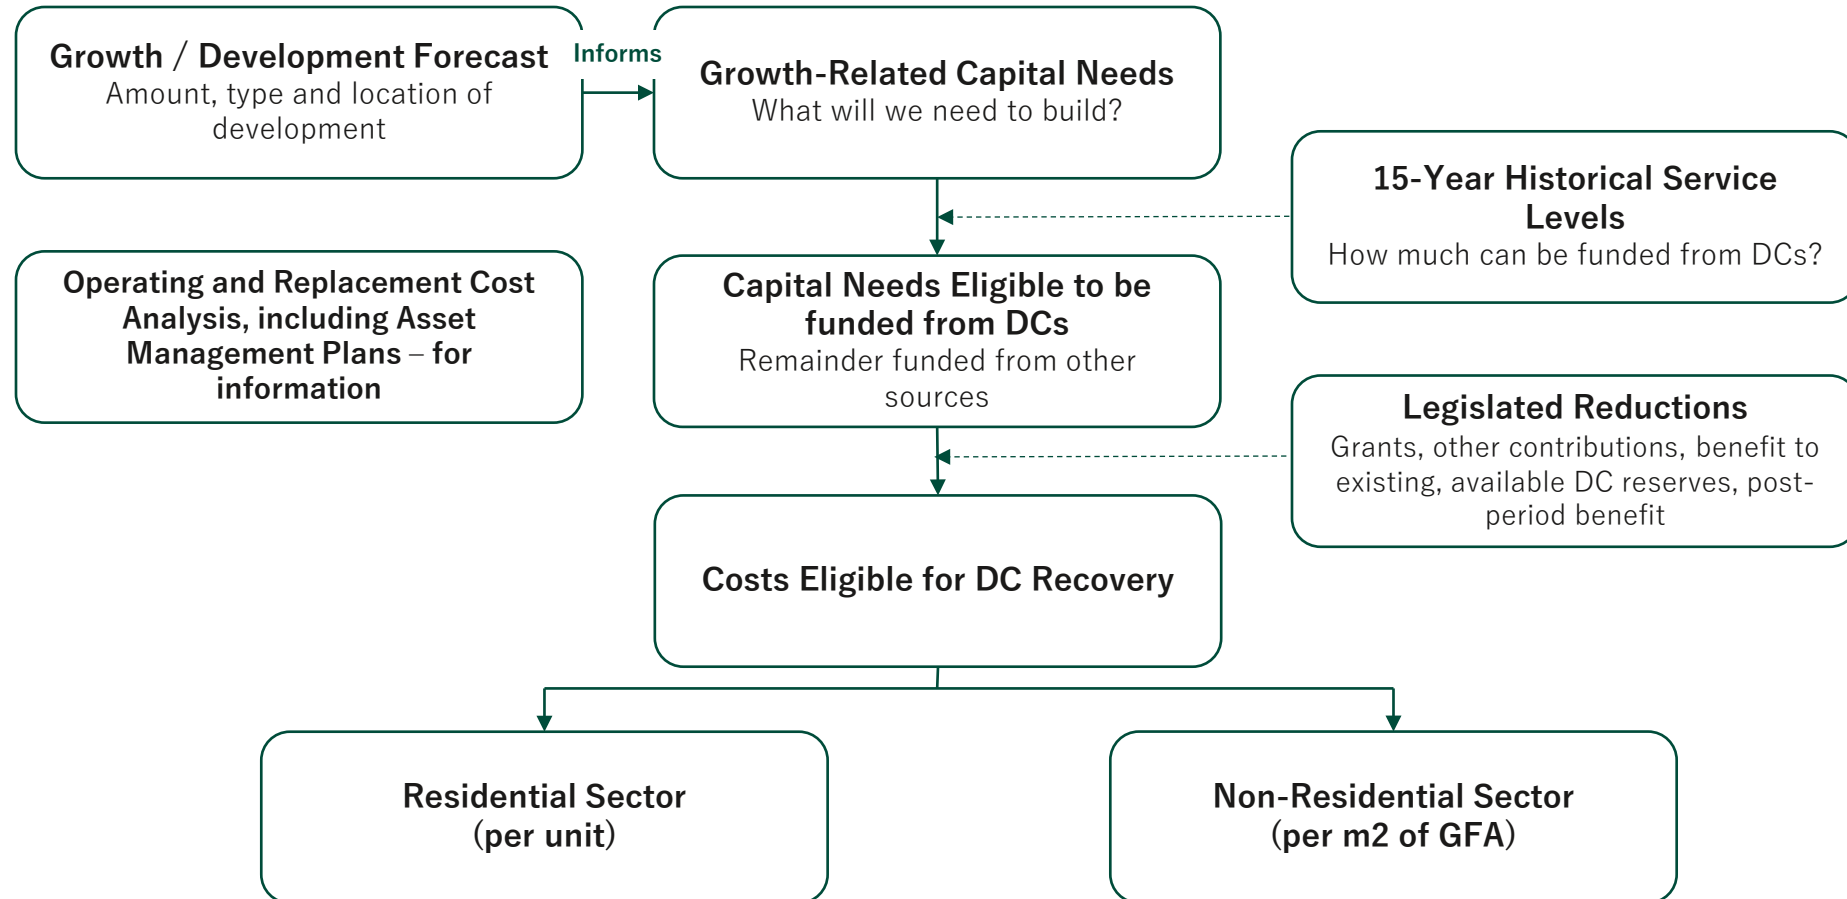 Growth / Development Forecast
Amount, type and location of
development
Informs
Growth-Related Capital Needs
What will we need to build?
15-Year Historical Service
Levels
How much can be funded from DCs?
Operating and Replacement Cost
Analysis, including Asset
Management Plans – for
information
Capital Needs Eligible to be
funded from DCs
Remainder funded from other
sources
Legislated Reductions
Grants, other contributions, benefit to
existing, available DC reserves, post-
period benefit
Costs Eligible for DC Recovery
Residential Sector
(per unit)
Non-Residential Sector
(per m2 of GFA)